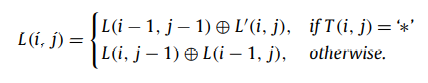 L(i, j) = { L(i − 1, j − 1) ⊕ L′(i, j), if T(i, j) = ‘*’
L(i, j − 1) ⊕ L(i − 1, j), otherwise.